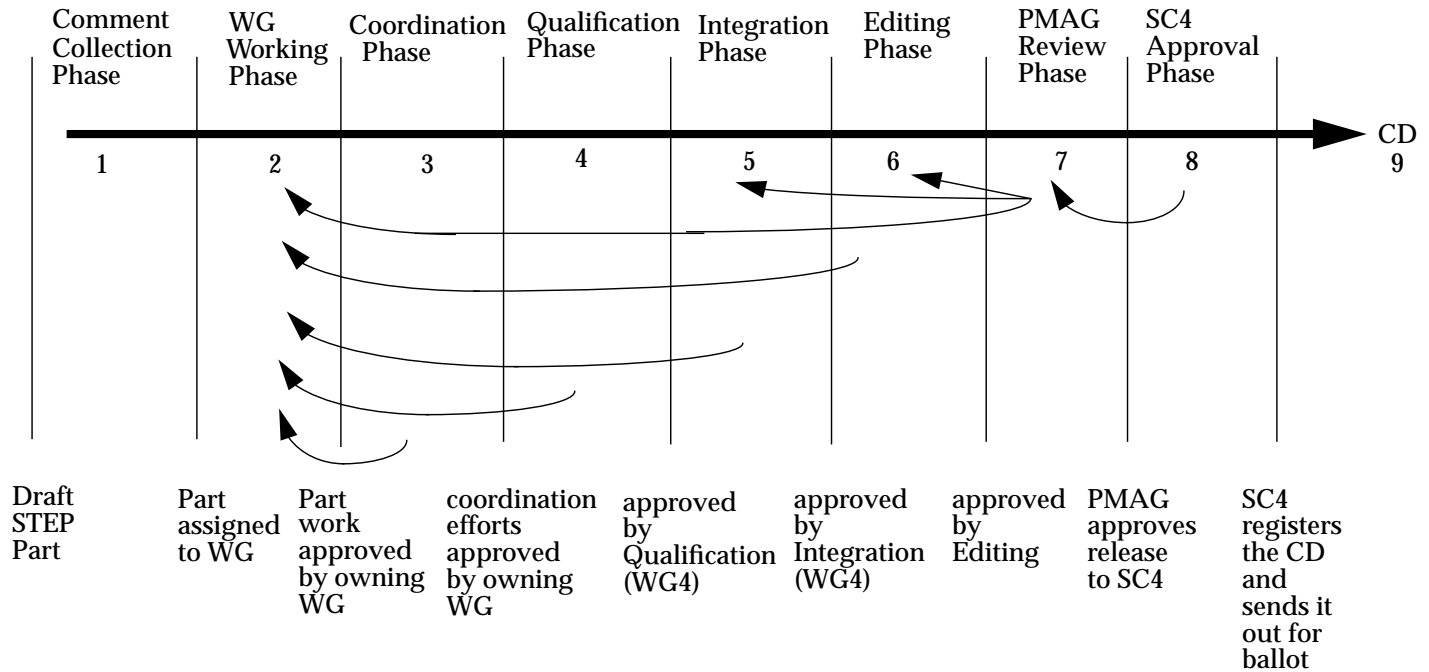 Comment
Collection
Phase
WG
Working
Phase
Coordination
Phase
Qualification
Phase
Integration
Phase
Editing
Phase
PMAG
Review
Phase
SC4
Approval
Phase
CD
1
2
3
4
5
6
7
8
9
Draft
STEP
Part
Part
assigned
to WG
Part
work
approved
by owning
WG
coordination
efforts
approved
by owning
WG
approved
by
Qualification
(WG4)
approved
by
Integration
(WG4)
approved
by
Editing
PMAG
approves
release
to SC4
SC4
registers
the CD
and
sends it
out for
ballot